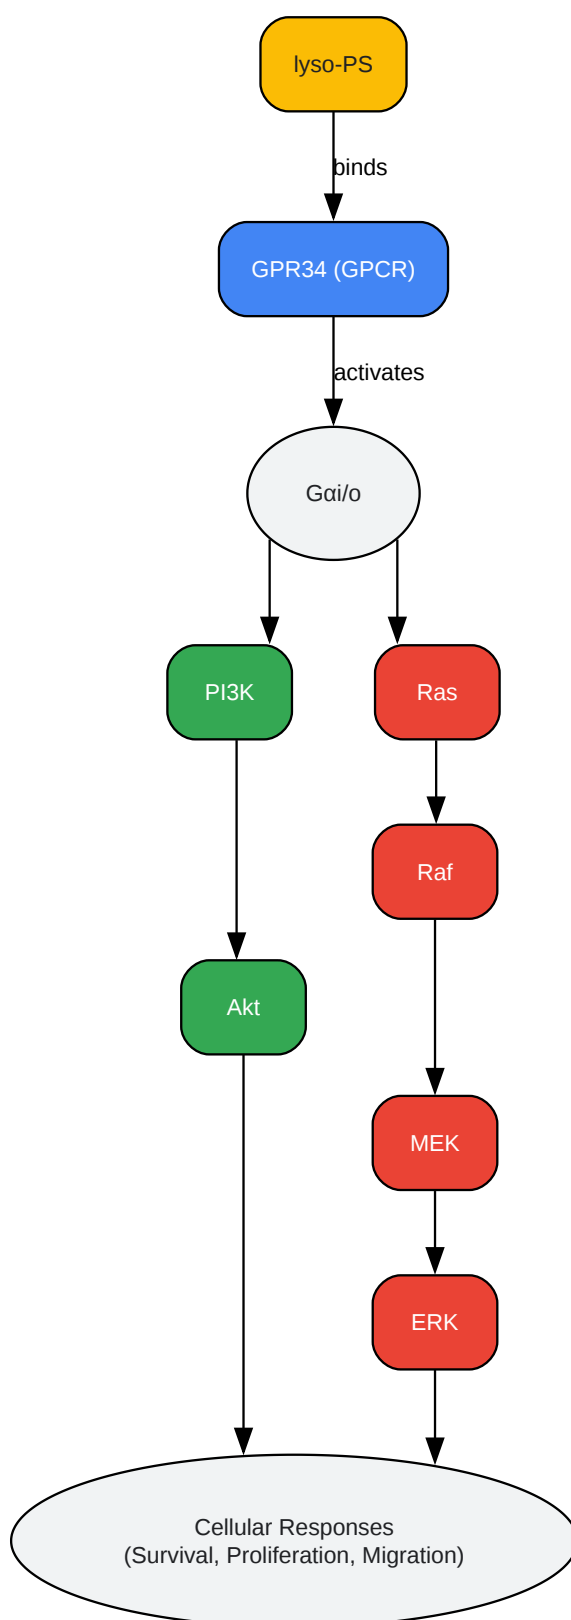 lyso-PS
binds
GPR34 (GPCR)
activates
Gαi/o
PI3K
Ras
Raf
Akt
MEK
ERK
Cellular Responses
(Survival, Proliferation, Migration)